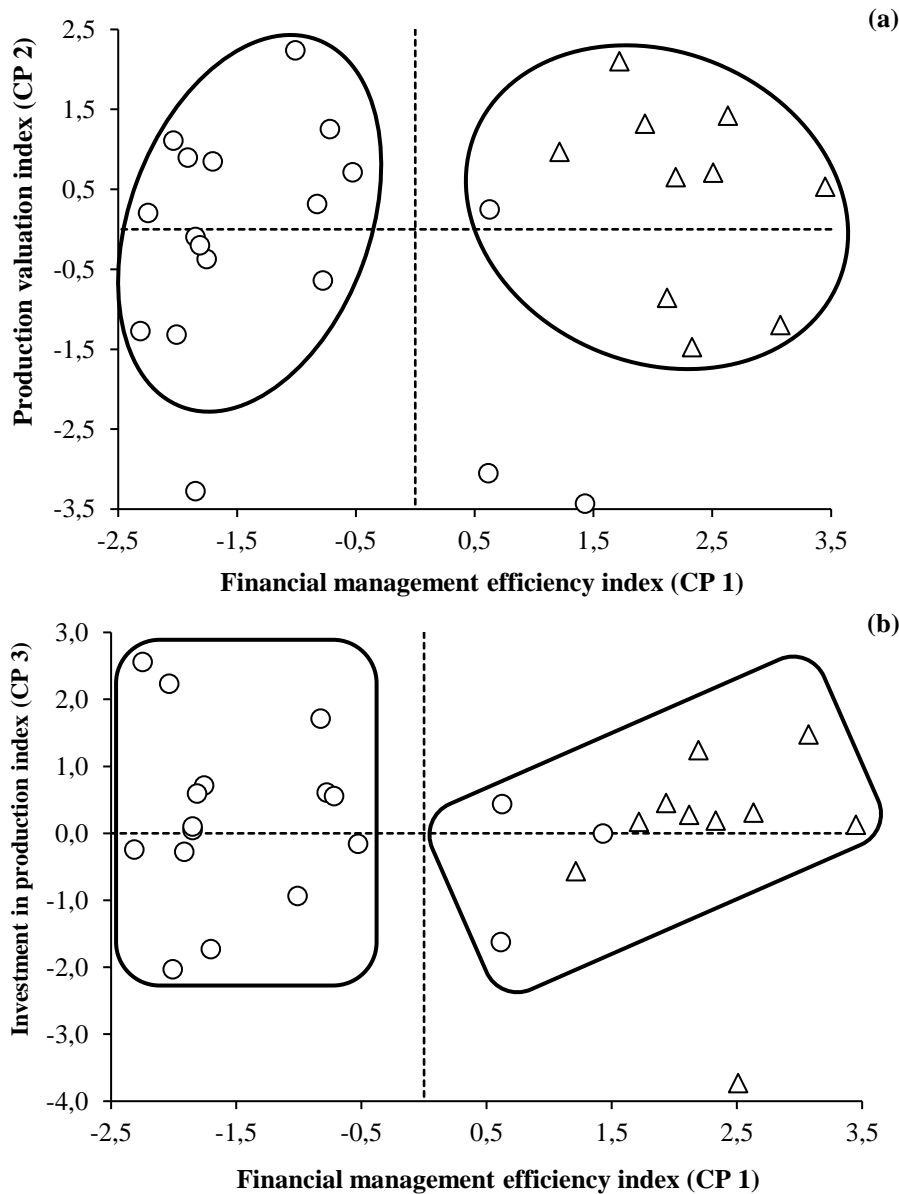 (a)
Production valuation index (CP 2)
2,5
1,5
0,5
-0,5
-1,5
-2,5
-3,5
-2,5 -1,5 -0,5 0,5 1,5 2,5 3,5
Financial management efficiency index (CP 1)
(b)
Investment in production index (CP 3)
3,0
2,0
1,0
0,0
-1,0
-2,0
-4,0
-2,5 -1,5 -0,5 0,5 1,5 2,5 3,5
Financial management efficiency index (CP 1)